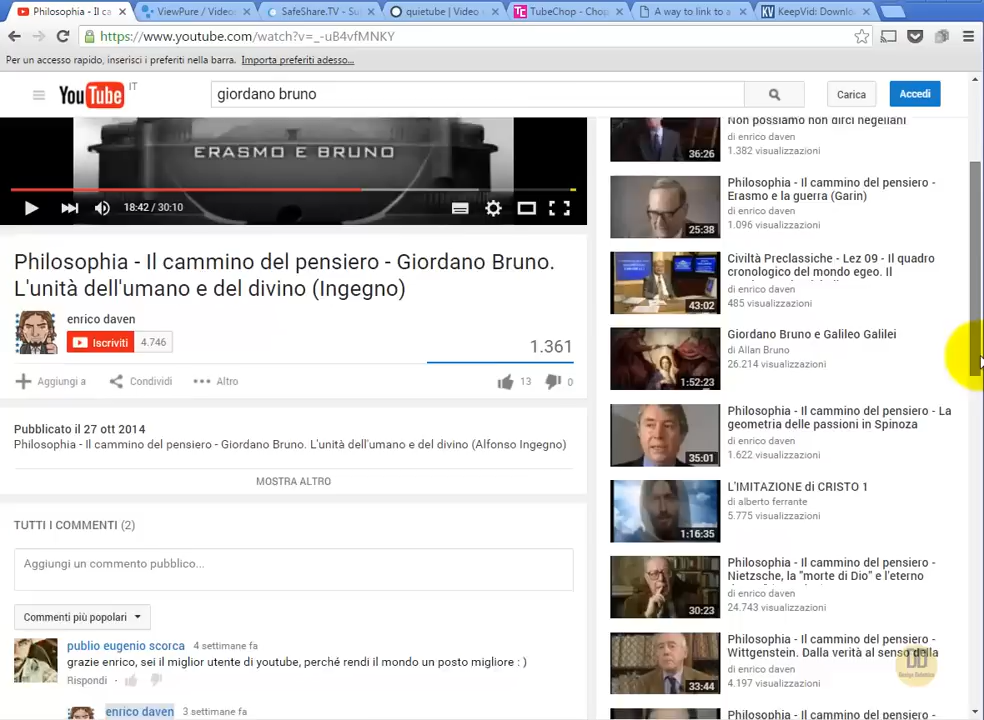 Philosophia - Il ca
ViewPure / Video
SafeShare.TV - Su
quietube | Video
TubeChop - Chop
A way to link to a
KeepVid: Downlo
https://www.youtube.com/watch?v=_-uB4vfMNKY
Per un accesso rapido, inserisci i preferiti nella barra. Importa preferiti adesso...
YouTube IT
giordano bruno
Carica
Accedi
ERASMO E BRUNO
18:42 / 30:10
Philosophia - Il cammino del pensiero - Giordano Bruno.
L'unità dell'umano e del divino (Ingegno)
enrico daven
Iscriviti 4.746
1.361
Aggiungi a Condividi Altro 13 0
Pubblicato il 27 ott 2014
Philosophia - Il cammino del pensiero - Giordano Bruno. L'unità dell'umano e del divino (Alfonso Ingegno)
MOSTRA ALTRO
TUTTI I COMMENTI (2)
Aggiungi un commento pubblico...
Commenti più popolari
publio eugenio scorca 4 settimane fa
grazie enrico, sei il miglior utente di youtube, perché rendi il mondo un posto migliore : )
Rispondi
enrico daven 3 settimane fa
Non possiamo non dirci hegeliani
di enrico daven
1.382 visualizzazioni
36:26
Philosophia - Il cammino del pensiero -
Erasmo e la guerra (Garin)
di enrico daven
1.096 visualizzazioni
25:38
Civiltà Preclassiche - Lez 09 - Il quadro
cronologico del mondo egeo. Il
di enrico daven
485 visualizzazioni
43:02
Giordano Bruno e Galileo Galilei
di Allan Bruno
26.214 visualizzazioni
1:52:23
Philosophia - Il cammino del pensiero - La
geometria delle passioni in Spinoza
di enrico daven
1.622 visualizzazioni
35:01
L'IMITAZIONE di CRISTO 1
di alberto ferrante
5.775 visualizzazioni
1:16:35
Philosophia - Il cammino del pensiero -
Nietzsche, la "morte di Dio" e l'eterno
di enrico daven
24.743 visualizzazioni
30:23
Philosophia - Il cammino del pensiero -
Wittgenstein. Dalla verità al senso della
di enrico daven
4.197 visualizzazioni
33:44
Philosophia - Il cammino del pensiero -